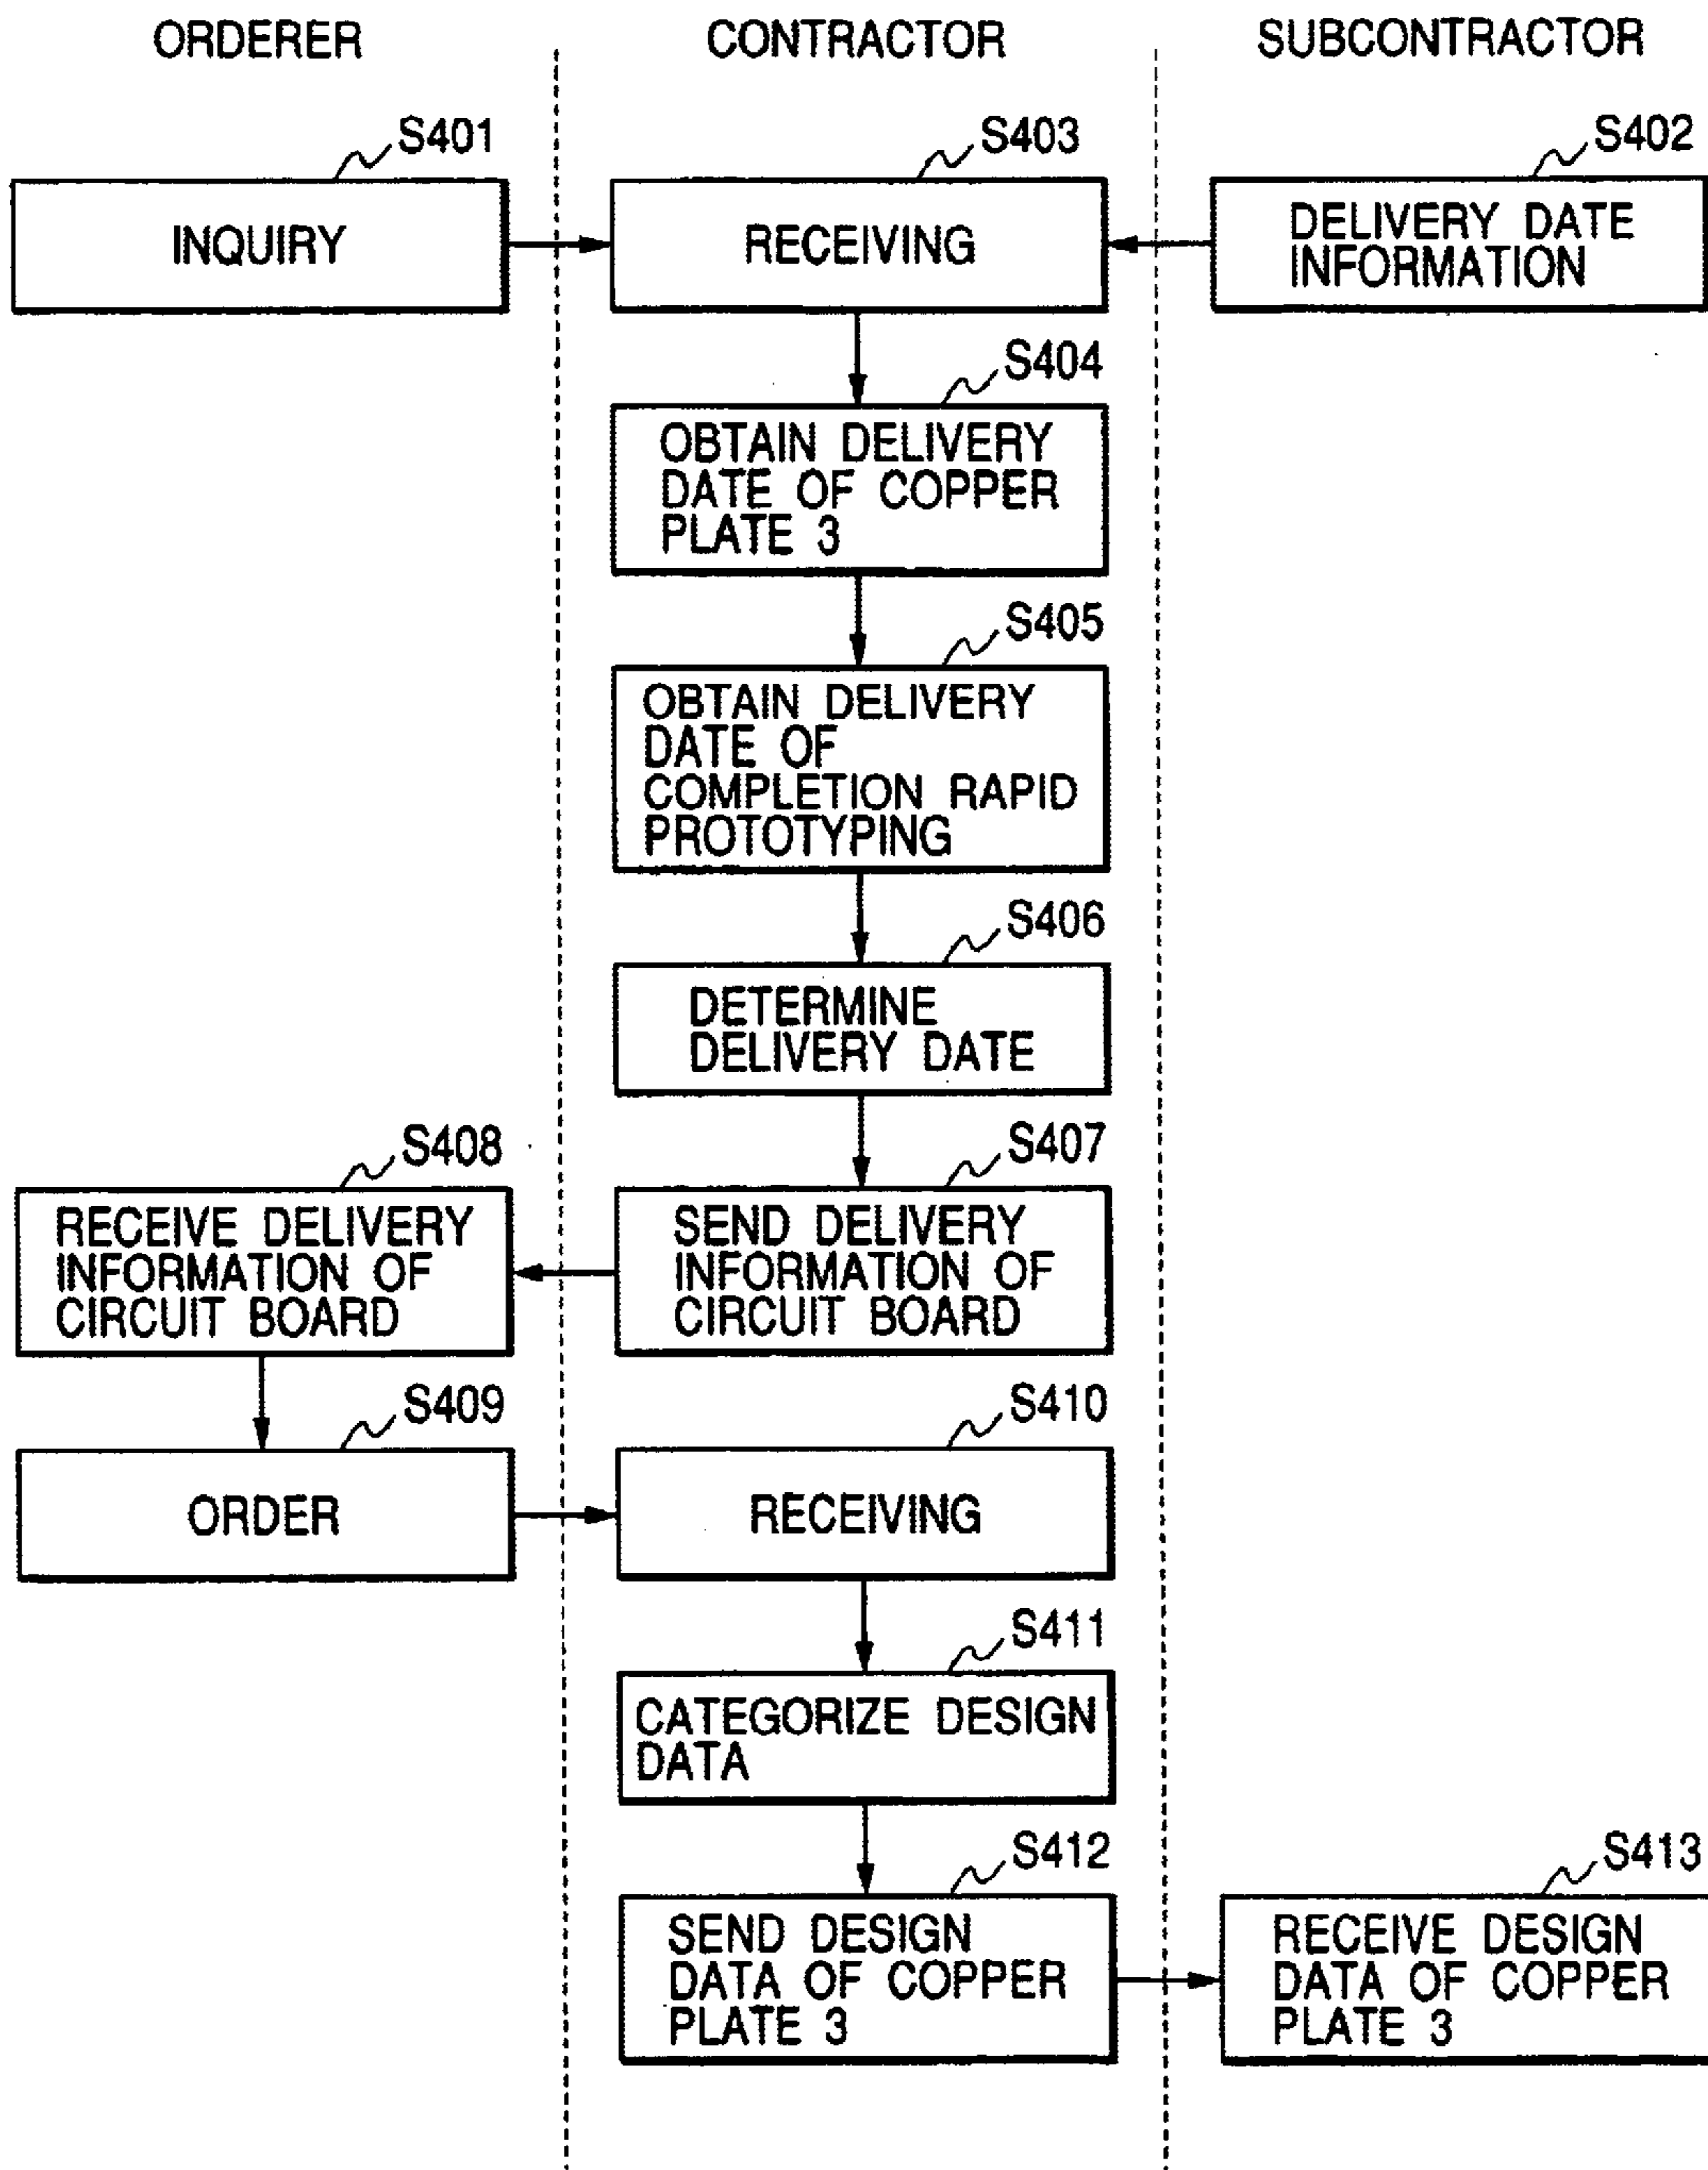 ORDERER
CONTRACTOR
SUBCONTRACTOR
S401
INQUIRY
S403
RECEIVING
S402
DELIVERY DATE
INFORMATION
S404
OBTAIN DELIVERY
DATE OF COPPER
PLATE 3
S405
OBTAIN DELIVERY
DATE OF
COMPLETION RAPID
PROTOTYPING
S406
DETERMINE
DELIVERY DATE
S407
SEND DELIVERY
INFORMATION OF
CIRCUIT BOARD
S408
RECEIVE DELIVERY
INFORMATION OF
CIRCUIT BOARD
S409
ORDER
S410
RECEIVING
S411
CATEGORIZE DESIGN
DATA
S412
SEND DESIGN
DATA OF COPPER
PLATE 3
S413
RECEIVE DESIGN
DATA OF COPPER
PLATE 3